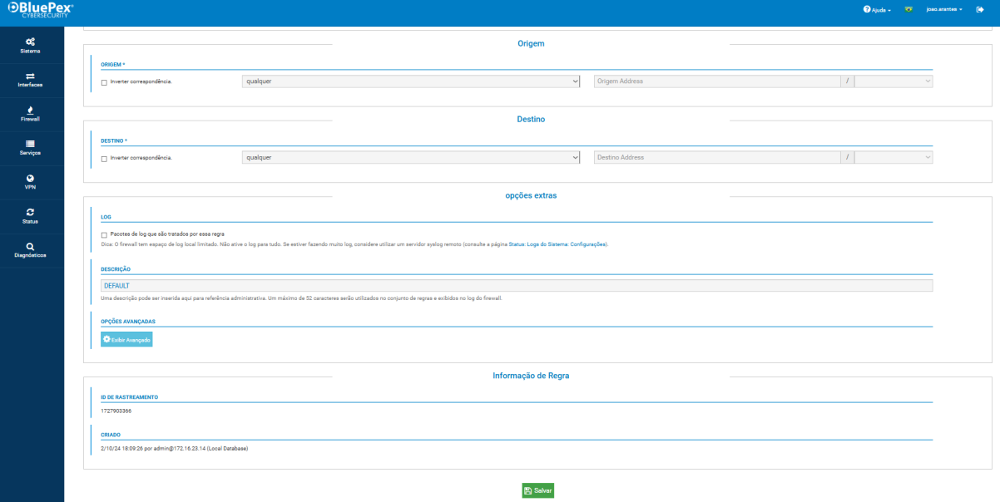 BluePex®
CYBERSECURITY
Ajuda
joao.arantes
Sistema
Interfaces
Firewall
Serviços
VPN
Status
Diagnósticos
Origem
ORIGEM *
Inverter correspondência.
qualquer
Origem Address
/
Destino
DESTINO *
Inverter correspondência.
qualquer
Destino Address
/
opções extras
LOG
Pacotes de log que são tratados por essa regra
Dica: O firewall tem espaço de log local limitado. Não ative o log para tudo. Se estiver fazendo muito log, considere utilizar um servidor syslog remoto (consulte a página Status: Logs do Sistema: Configurações).
DESCRIÇÃO
DEFAULT
Uma descrição pode ser inserida aqui para referência administrativa. Um máximo de 52 caracteres serão utilizados no conjunto de regras e exibidos no log do firewall.
OPÇÕES AVANÇADAS
Exibir Avançado
Informação de Regra
ID DE RASTREAMENTO
1727903366
CRIADO
2/10/24 18:09:26 por admin@172.16.23.14 (Local Database)
Salvar